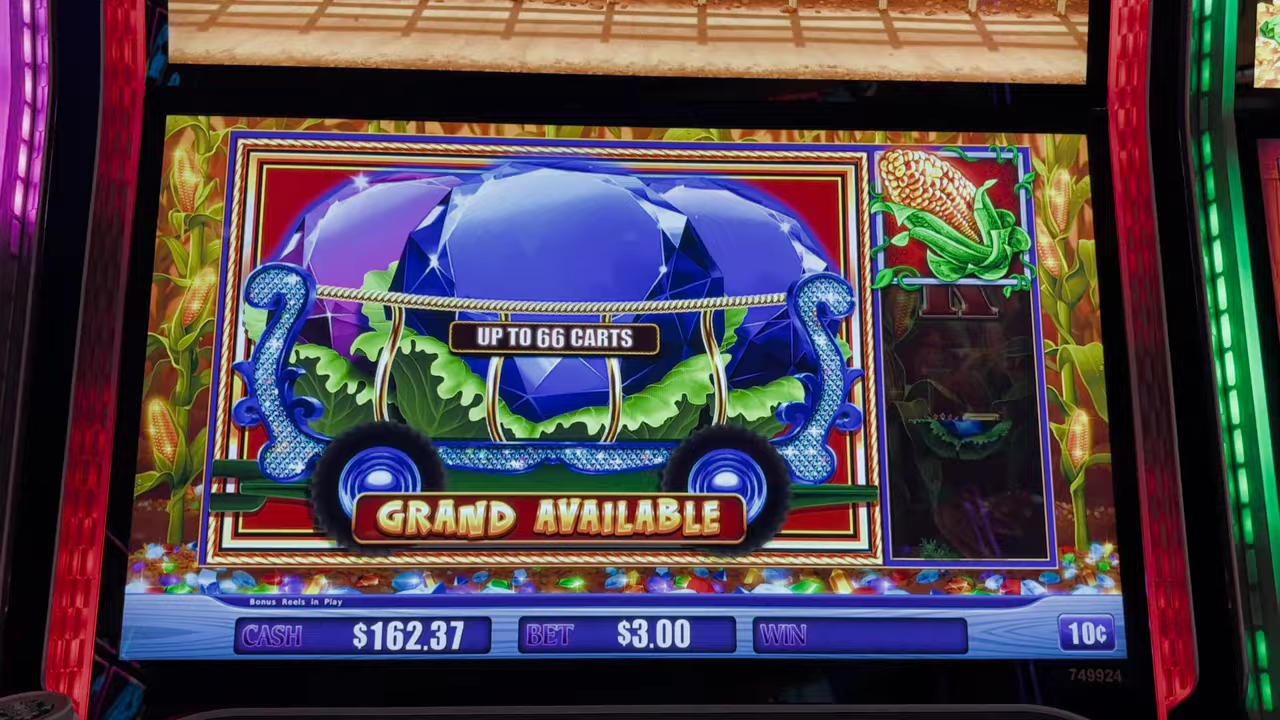 UP TO 66 CARTS
GRAND AVAILABLE
Bonus Reels in Play
CASH $162.37 BET $3.00 WIN 10¢
749924